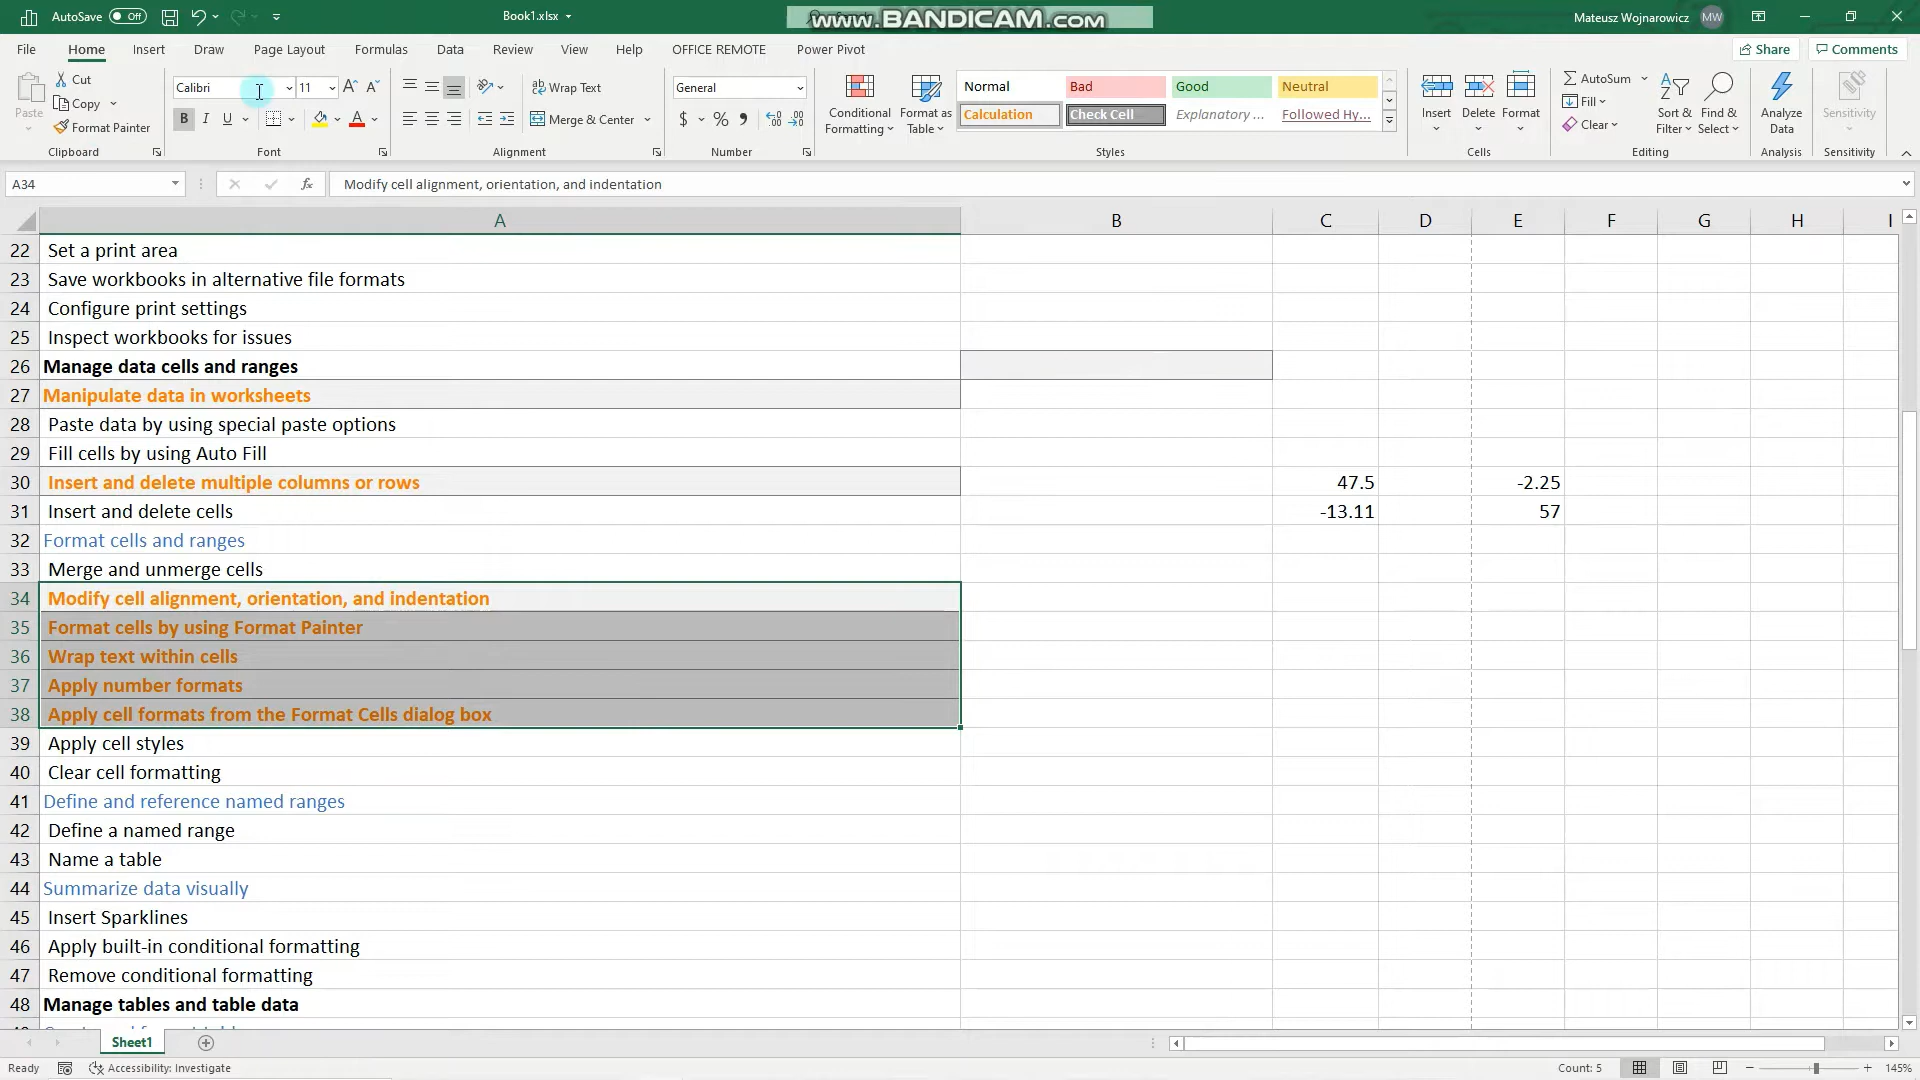 AutoSave Off
Book1.xlsx
www.BANDICAM.com
Mateusz Wojnarowicz MW
File Home Insert Draw Page Layout Formulas Data Review View Help OFFICE REMOTE Power Pivot Share Comments
Paste
Cut
Copy
Format Painter
Clipboard
Calibri 11
B I U
A A
Font
Wrap Text
Merge & Center
Alignment
General
$ % 9
Number
Conditional Formatting
Format as Table
Normal Bad Good Neutral
Calculation Check Cell Explanatory ... Followed Hy...
Styles
Insert Delete Format
Cells
AutoSum
Fill
Clear
Sort & Filter
Find & Select
Editing
Analyze Data
Analysis
Sensitivity
Sensitivity
A34 fx Modify cell alignment, orientation, and indentation
A B C D E F G H I
22 Set a print area
23 Save workbooks in alternative file formats
24 Configure print settings
25 Inspect workbooks for issues
26 Manage data cells and ranges
27 Manipulate data in worksheets
28 Paste data by using special paste options
29 Fill cells by using Auto Fill
30 Insert and delete multiple columns or rows 47.5 -2.25
31 Insert and delete cells -13.11 57
32 Format cells and ranges
33 Merge and unmerge cells
34 Modify cell alignment, orientation, and indentation
35 Format cells by using Format Painter
36 Wrap text within cells
37 Apply number formats
38 Apply cell formats from the Format Cells dialog box
39 Apply cell styles
40 Clear cell formatting
41 Define and reference named ranges
42 Define a named range
43 Name a table
44 Summarize data visually
45 Insert Sparklines
46 Apply built-in conditional formatting
47 Remove conditional formatting
48 Manage tables and table data
Sheet1
Ready Accessibility: Investigate Count: 5 145%